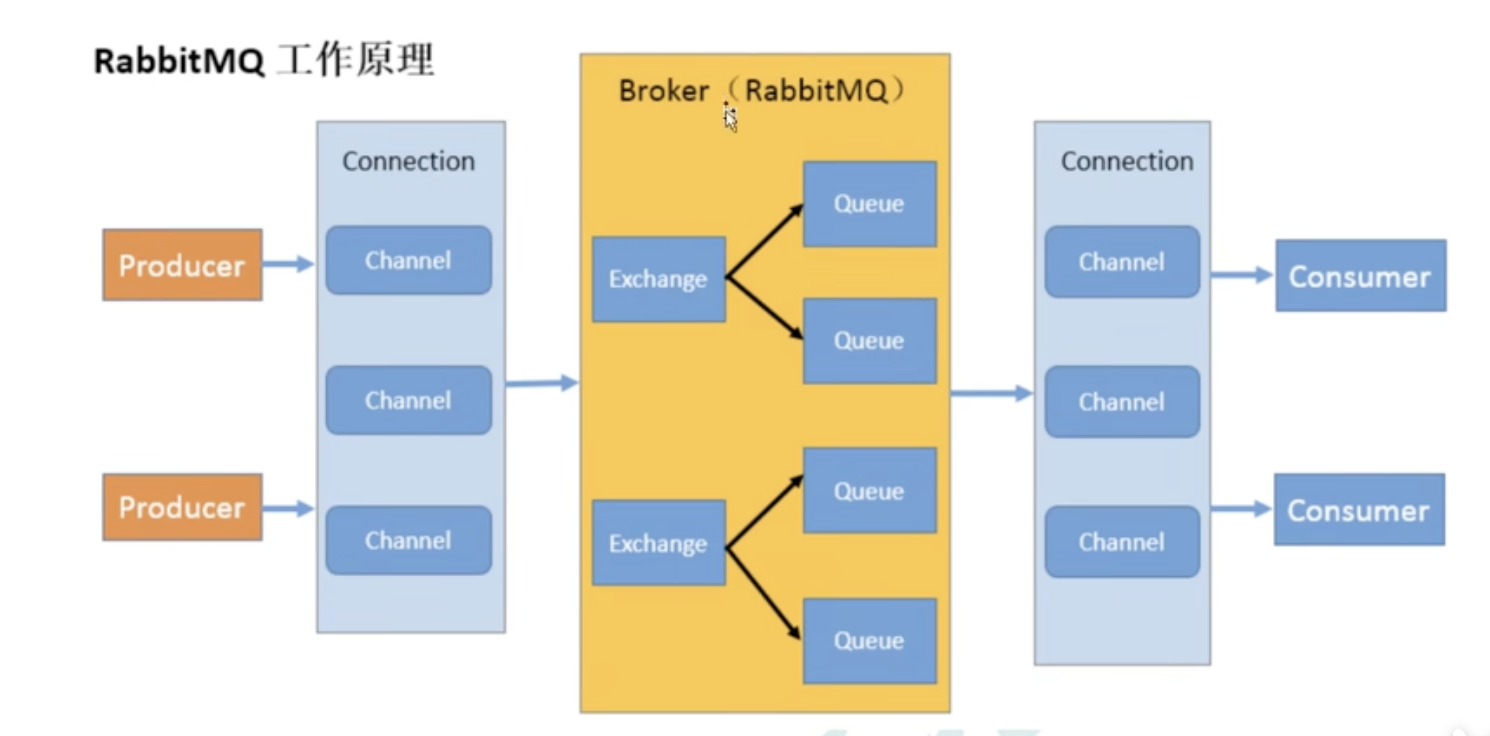 RabbitMQ 工作原理
Broker（RabbitMQ）
Connection
Connection
Queue
Producer
Channel
Exchange
Channel
Consumer
Queue
Channel
Channel
Queue
Producer
Channel
Exchange
Channel
Consumer
Queue